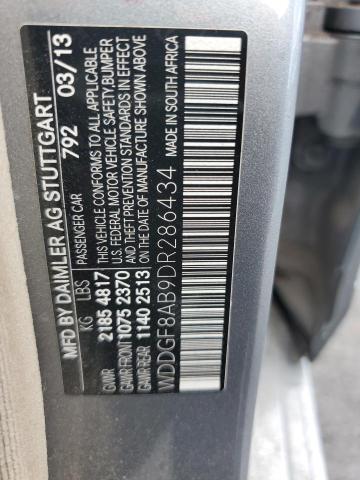 MFD BY DAIMLER AG STUTTGART
PASSENGER CAR 792 03/13
KG LBS
GVWR 2185 4817
GAWR FRONT 1075 2370
GAWR REAR 1140 2513
THIS VEHICLE CONFORMS TO ALL APPLICABLE
FEDERAL MOTOR VEHICLE SAFETY, BUMPER
AND THEFT PREVENTION STANDARDS IN EFFECT
ON THE DATE OF MANUFACTURE SHOWN ABOVE
MADE IN SOUTH AFRICA
WDDGF8AB9DR286434